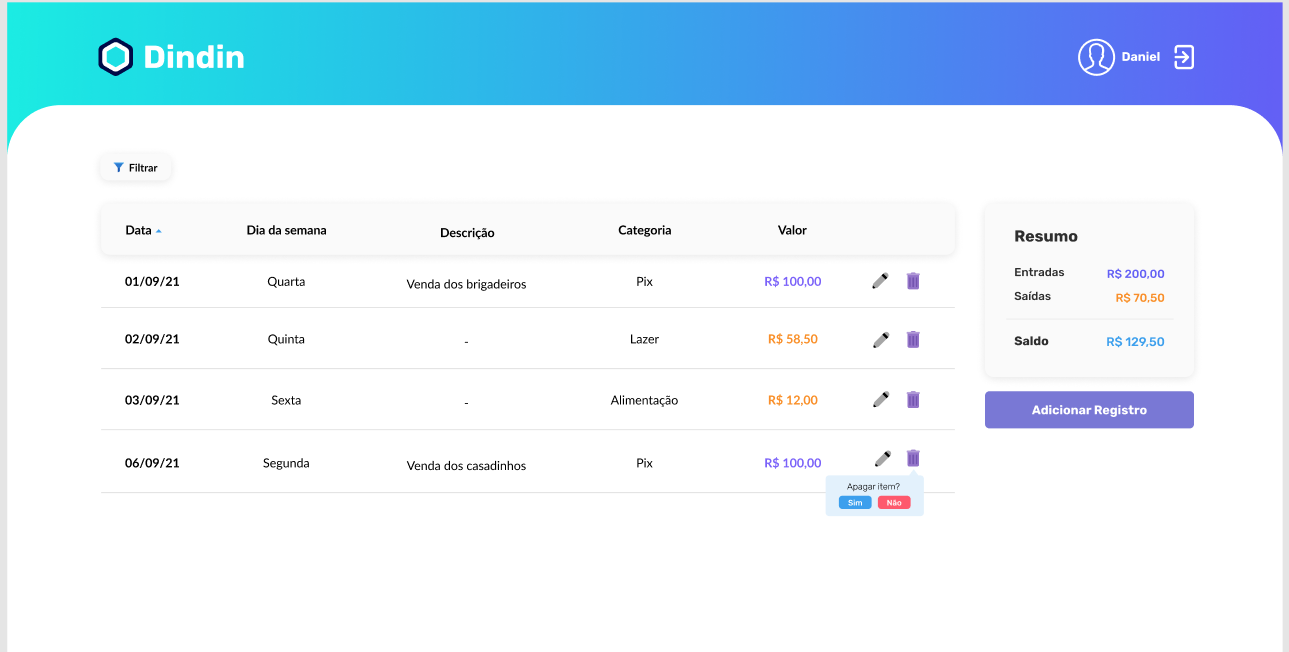 Dindin
Daniel
Filtrar
Data Dia da semana Descrição Categoria Valor
01/09/21 Quarta Venda dos brigadeiros Pix R$ 100,00
02/09/21 Quinta - Lazer R$ 58,50
03/09/21 Sexta - Alimentação R$ 12,00
06/09/21 Segunda Venda dos casadinhos Pix R$ 100,00
Apagar item?
Sim Não
Resumo
Entradas R$ 200,00
Saídas R$ 70,50
Saldo R$ 129,50
Adicionar Registro